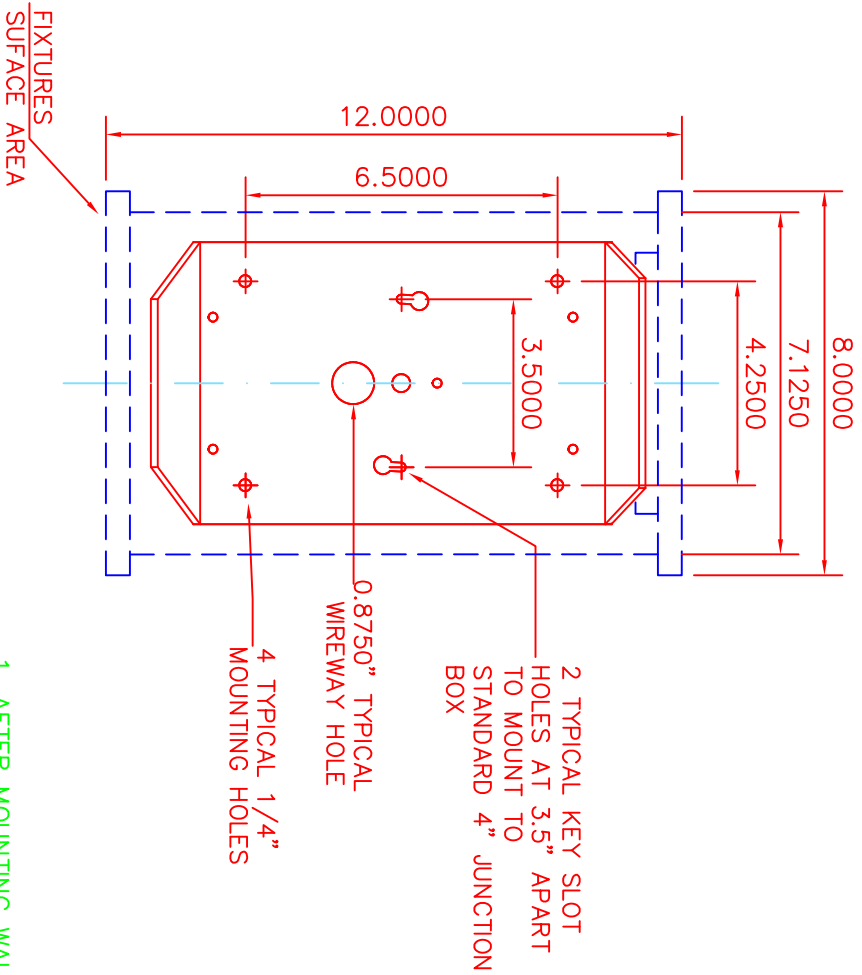 FIXTURES
SUFACE AREA
12.0000
6.5000
8.0000
7.1250
4.2500
3.5000
2 TYPICAL KEY SLOT
HOLES AT 3.5" APART
TO MOUNT TO
STANDARD 4" JUNCTION
BOX
0.8750" TYPICAL
WIREWAY HOLE
4 TYPICAL 1/4"
MOUNTING HOLES
AFTER MOUNTING